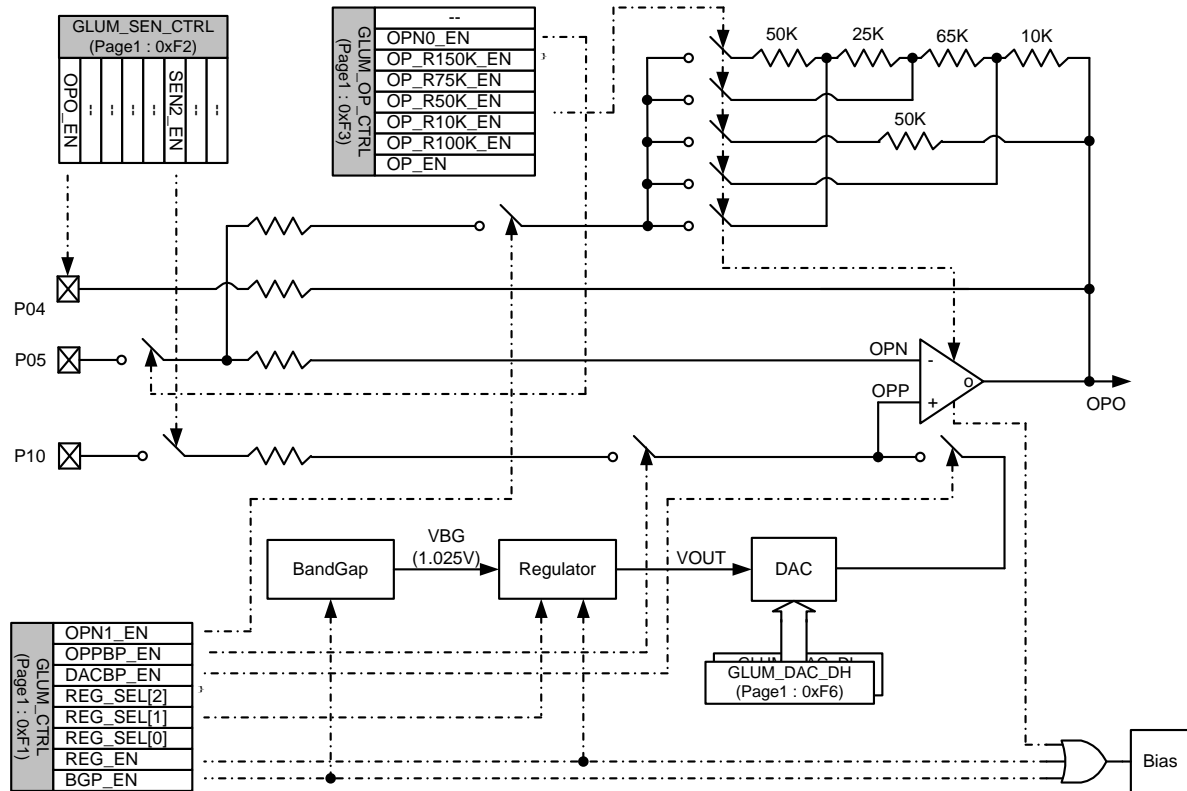 GLUM_SEN_CTRL
(Page1 : 0xF2)
OPO_EN
--
--
--
--
SEN2_EN
--
--
GLUM_OP_CTRL
(Page1 : 0xF3)
--
OPN0_EN
OP_R150K_EN
OP_R75K_EN
OP_R50K_EN
OP_R10K_EN
OP_R100K_EN
OP_EN
50K
25K
65K
10K
50K
P04
P05
OPN
-
OPP
+
O
OPO
P10
BandGap
VBG
(1.025V)
Regulator
VOUT
DAC
GLUM_DAC_DH
(Page1 : 0xF6)
GLUM_CTRL
(Page1 : 0xF1)
OPN1_EN
OPPBP_EN
DACBP_EN
REG_SEL[2]
REG_SEL[1]
REG_SEL[0]
REG_EN
BGP_EN
Bias